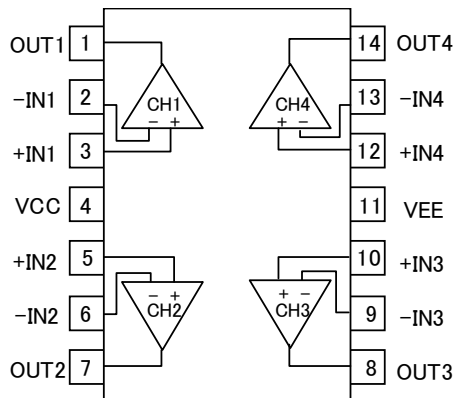 OUT1 1 14 OUT4
−IN1 2 CH1 CH4 13 −IN4
− + + −
+IN1 3 12 +IN4
VCC 4 11 VEE
+IN2 5 10 +IN3
− + + −
−IN2 6 CH2 CH3 9 −IN3
OUT2 7 8 OUT3